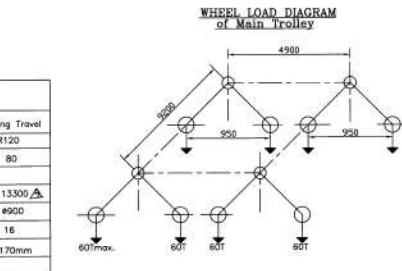 WHEEL LOAD DIAGRAM
of Main Trolley
4900
9200
950
950
60Tmax.
60T
60T
60T
ng Travel
R120
80
13300
ø900
16
170mm